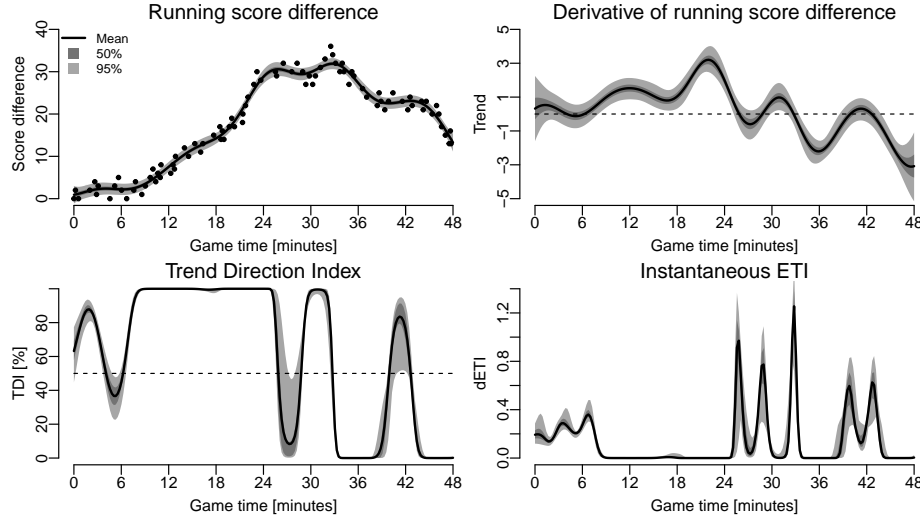 Running score difference
Mean
50%
95%
Score difference
0 10 20 30 40
0 6 12 18 24 30 36 42 48
Game time [minutes]
Derivative of running score difference
Trend
−5 −3 −1 1 3 5
0 6 12 18 24 30 36 42 48
Game time [minutes]
Trend Direction Index
TDI [%]
0 20 40 60 80
0 6 12 18 24 30 36 42 48
Game time [minutes]
Instantaneous ETI
dETI
0.0 0.4 0.8 1.2
0 6 12 18 24 30 36 42 48
Game time [minutes]